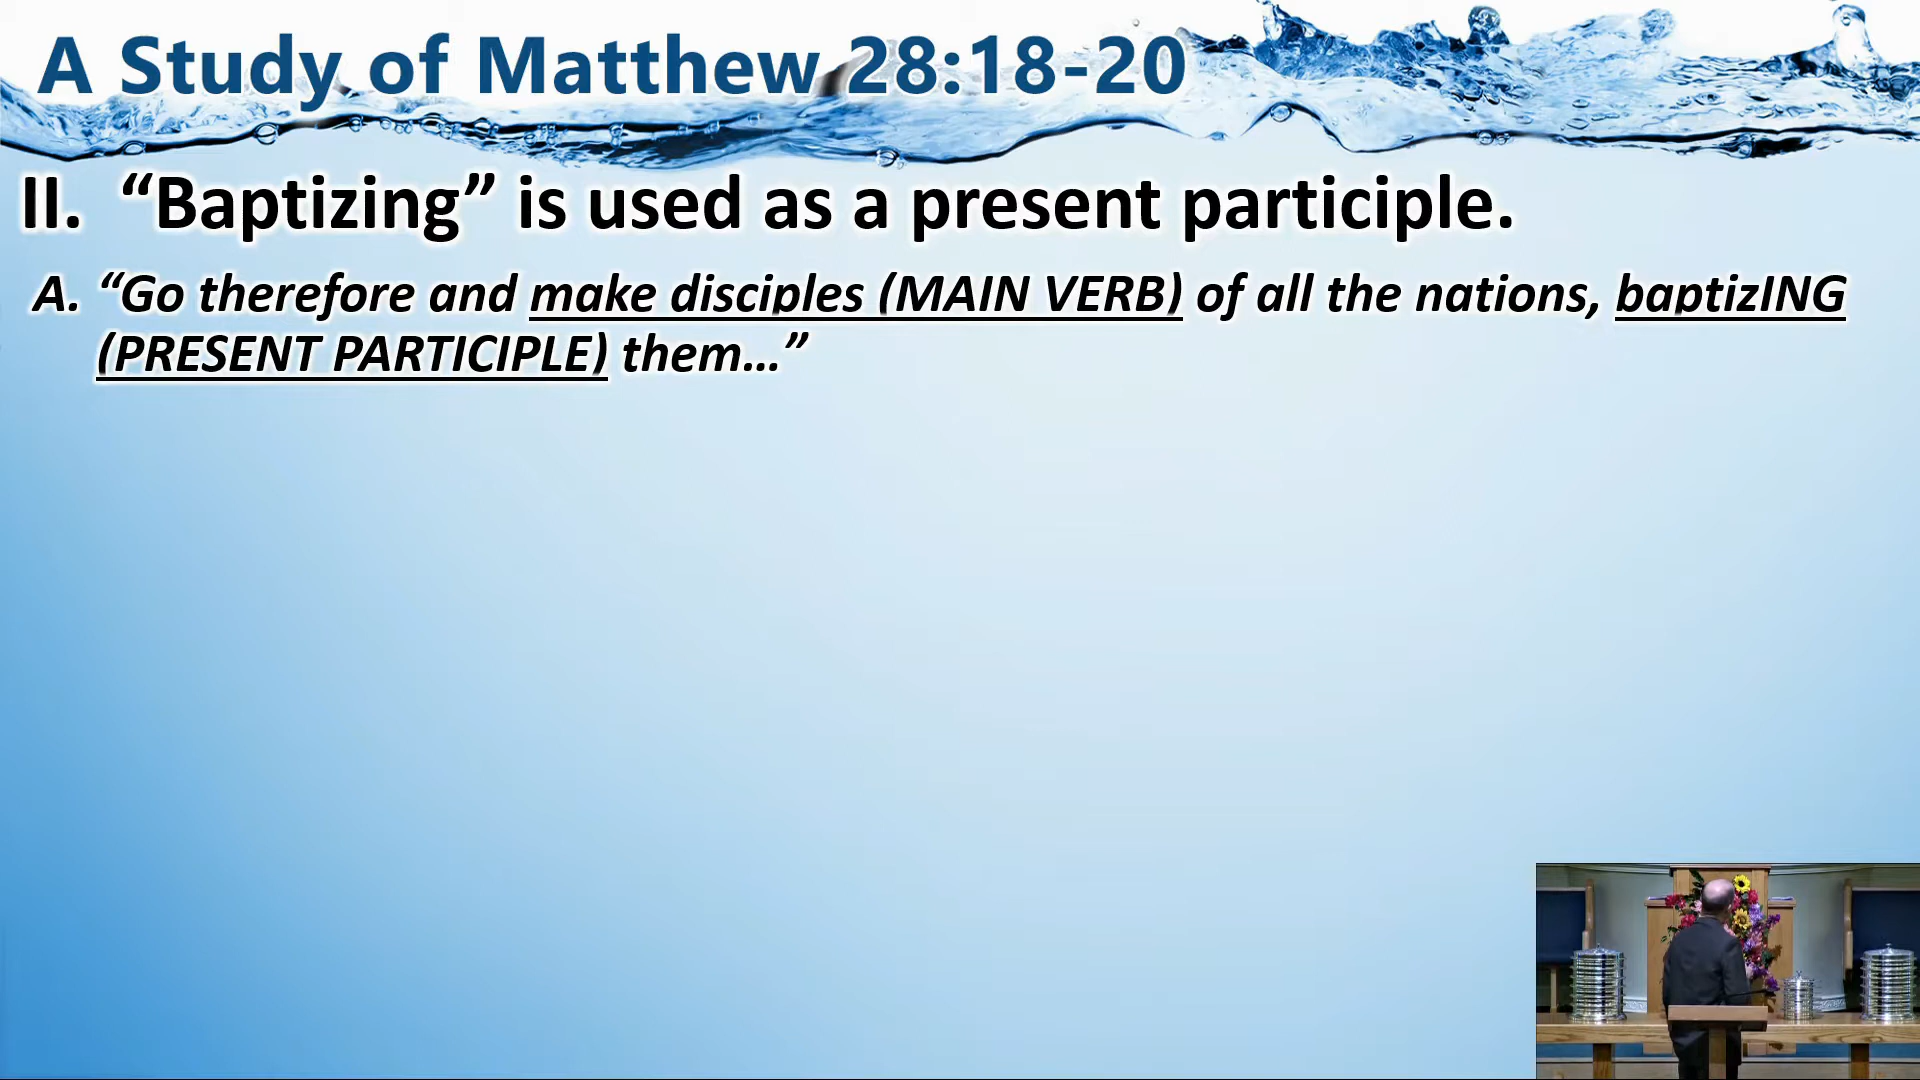 A Study of Matthew 28:18-20
II. “Baptizing” is used as a present participle.
A. “Go therefore and make disciples (MAIN VERB) of all the nations, baptizING
(PRESENT PARTICIPLE) them…”